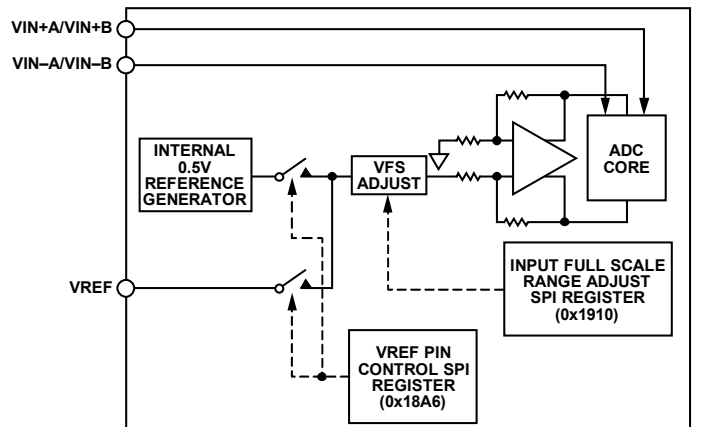 VIN+A/VIN+B
VIN–A/VIN–B
INTERNAL
0.5V
REFERENCE
GENERATOR
VFS
ADJUST
ADC
CORE
VREF
INPUT FULL SCALE
RANGE ADJUST
SPI REGISTER
(0x1910)
VREF PIN
CONTROL SPI
REGISTER
(0x18A6)